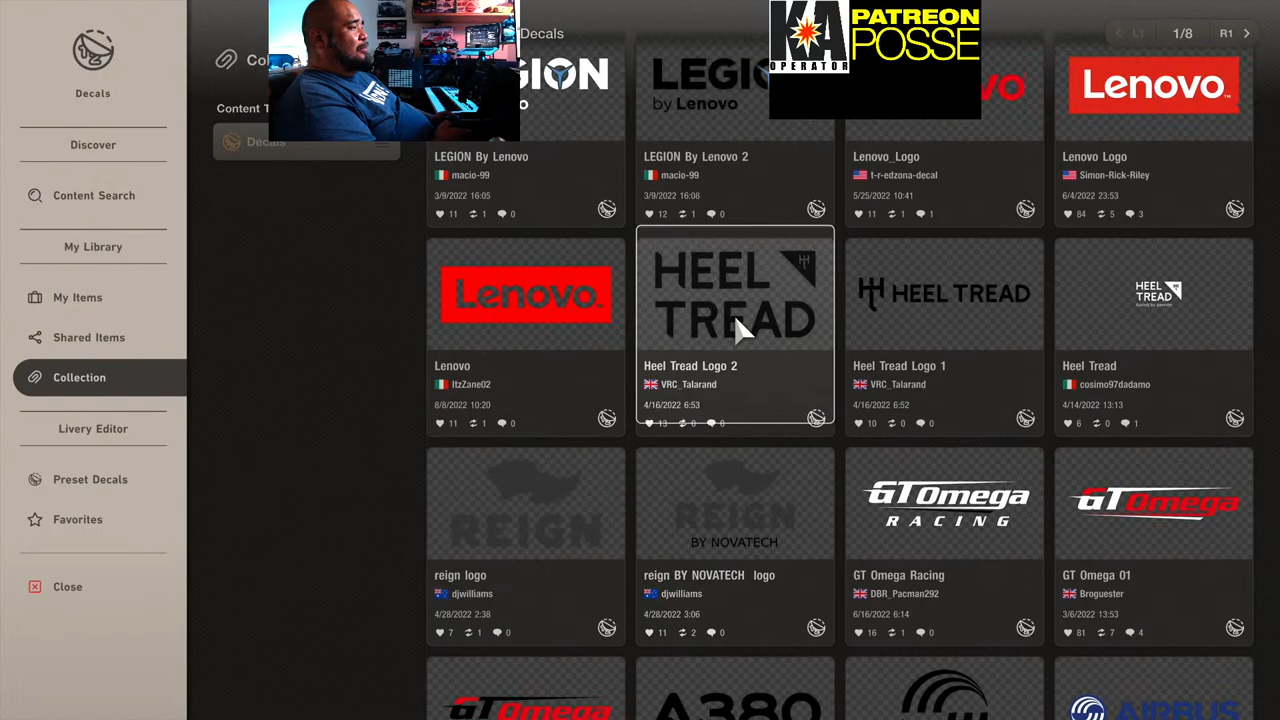 Decals
Discover
Content Search
My Library
My Items
Shared Items
Collection
Livery Editor
Preset Decals
Favorites
Close
Decals
Decals
KA
OPERATOR
PATREON
POSSE
L1
1/8
R1
LEGION By Lenovo
macio-99
3/9/2022 16:05
11
1
0
LEGION
by Lenovo
LEGION By Lenovo 2
macio-99
3/9/2022 16:08
12
1
0
Lenovo_Logo
t-r-edzona-decal
5/25/2022 10:41
11
1
1
Lenovo
Lenovo Logo
Simon-Rick-Riley
6/4/2022 23:53
84
5
3
Lenovo
Lenovo
ItzZane02
8/8/2022 10:20
11
1
0
HEEL
TREAD
Heel Tread Logo 2
VRC_Talarand
4/16/2022 6:53
13
0
0
HEEL TREAD
Heel Tread Logo 1
VRC_Talarand
4/16/2022 6:52
10
0
0
HEEL
TREAD
Heel Tread
cosimo97dadamo
4/14/2022 13:13
6
0
1
REIGN
reign logo
djwilliams
4/28/2022 2:38
7
1
0
REIGN
BY NOVATECH
reign BY NOVATECH logo
djwilliams
4/28/2022 3:06
11
2
0
GT Omega
RACING
GT Omega Racing
DBR_Pacman292
6/16/2022 6:14
16
1
0
GT Omega
GT Omega 01
Broguester
3/6/2022 13:53
81
7
4
GT Omega
A380
AIRBUS